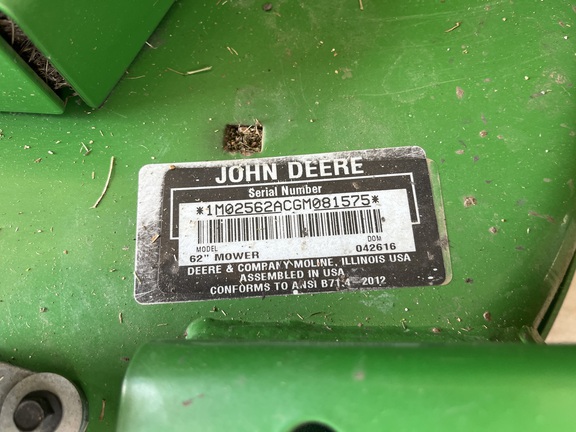 JOHN DEERE
Serial Number
*1M02562ACGM081575*
MODEL DOM
62" MOWER 042616
DEERE & COMPANY MOLINE, ILLINOIS USA
ASSEMBLED IN USA
CONFORMS TO ANSI B71.4 - 2012